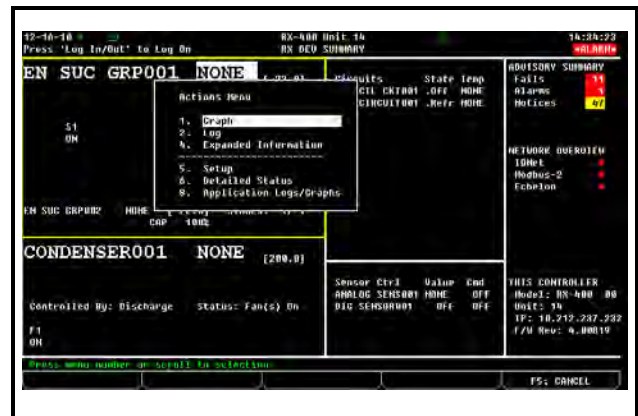 12-16-10
RX-400 Unit 14
14:34:23
Press 'Log In/Out' to Log On
RX DEV SUMMARY
*ALARM*
EN SUC GRP001 NONE
Circuits State Temp
CTL CKT001 .OFF NONE
CIRCUIT001 .Refr NONE
ADVISORY SUMMARY
Fails 11
Alarms 1
Notices 47
Actions Menu
1. Graph
2. Log
4. Expanded Information
5. Setup
6. Detailed Status
8. Application Logs/Graphs
S1
ON
NETWORK OVERVIEW
IONet
Modbus-2
Echelon
EN SUC GRP002 NONE
CAP 100%
CONDENSER001 NONE [200.0]
Controlled By: Discharge Status: Fan(s) On
F1
ON
Sensor Ctrl Value Cmd
ANALOG SENS001 NONE OFF
DIG SENSOR001 OFF OFF
THIS CONTROLLER
Model: RX-400 00
Unit: 14
IP: 10.212.237.232
F/W Rev: 4.00B19
Press menu number or scroll to selection
F5: CANCEL